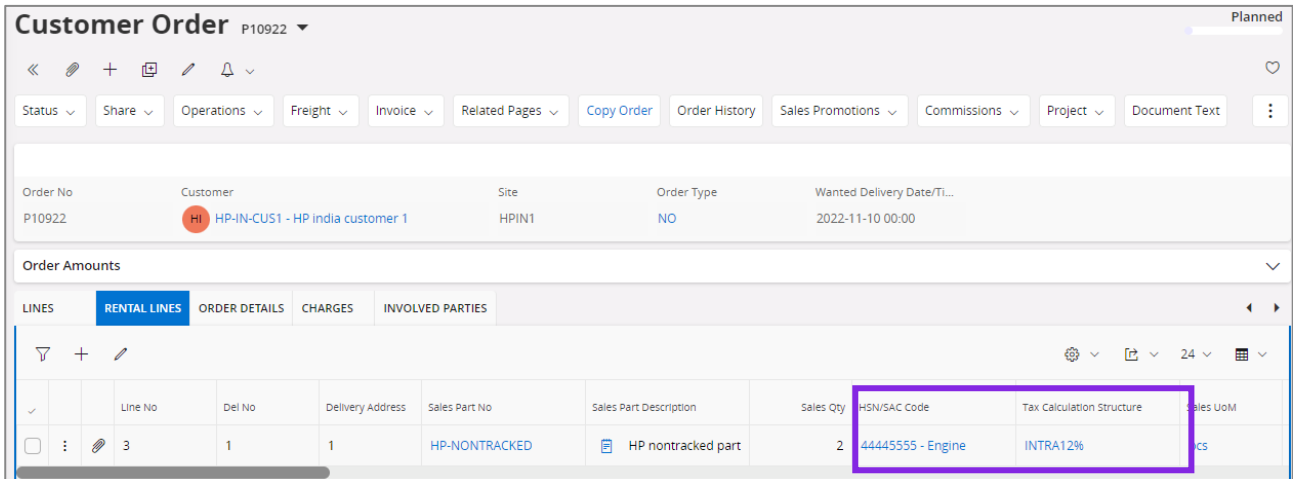 Customer Order P10922
Planned
Status Share Operations Freight Invoice Related Pages Copy Order Order History Sales Promotions Commissions Project Document Text
Order No Customer Site Order Type Wanted Delivery Date/Ti...
P10922 HI HP-IN-CUS1 - HP india customer 1 HPIN1 NO 2022-11-10 00:00
Order Amounts
LINES RENTAL LINES ORDER DETAILS CHARGES INVOLVED PARTIES
24
Line No Del No Delivery Address Sales Part No Sales Part Description Sales Qty HSN/SAC Code Tax Calculation Structure Sales UoM
3 1 1 HP-NONTRACKED HP nontracked part 2 44445555 - Engine INTRA12%